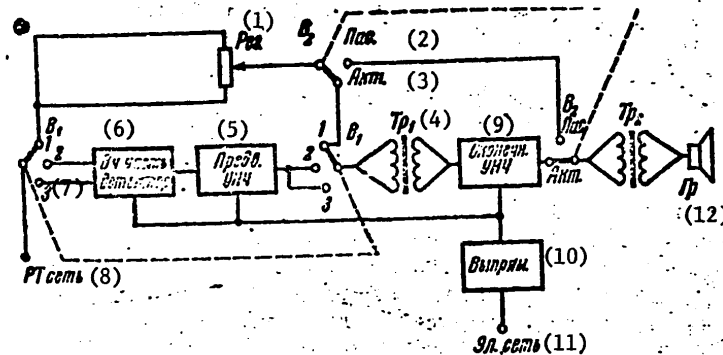 (1)
Рег.
В₂
Пас.
(2)
Акт.
(3)
В₁
1
2
3
(7)
(6)
Вч часть
детектор
(5)
Предв.
УНЧ
1
В₁
2
3
Тр₁
(4)
(9)
Оконечн.
УНЧ
В₂
Пас.
Акт.
Тр₂
Гр
(12)
РТ сеть
(8)
Выпрям.
(10)
Эл. сеть
(11)